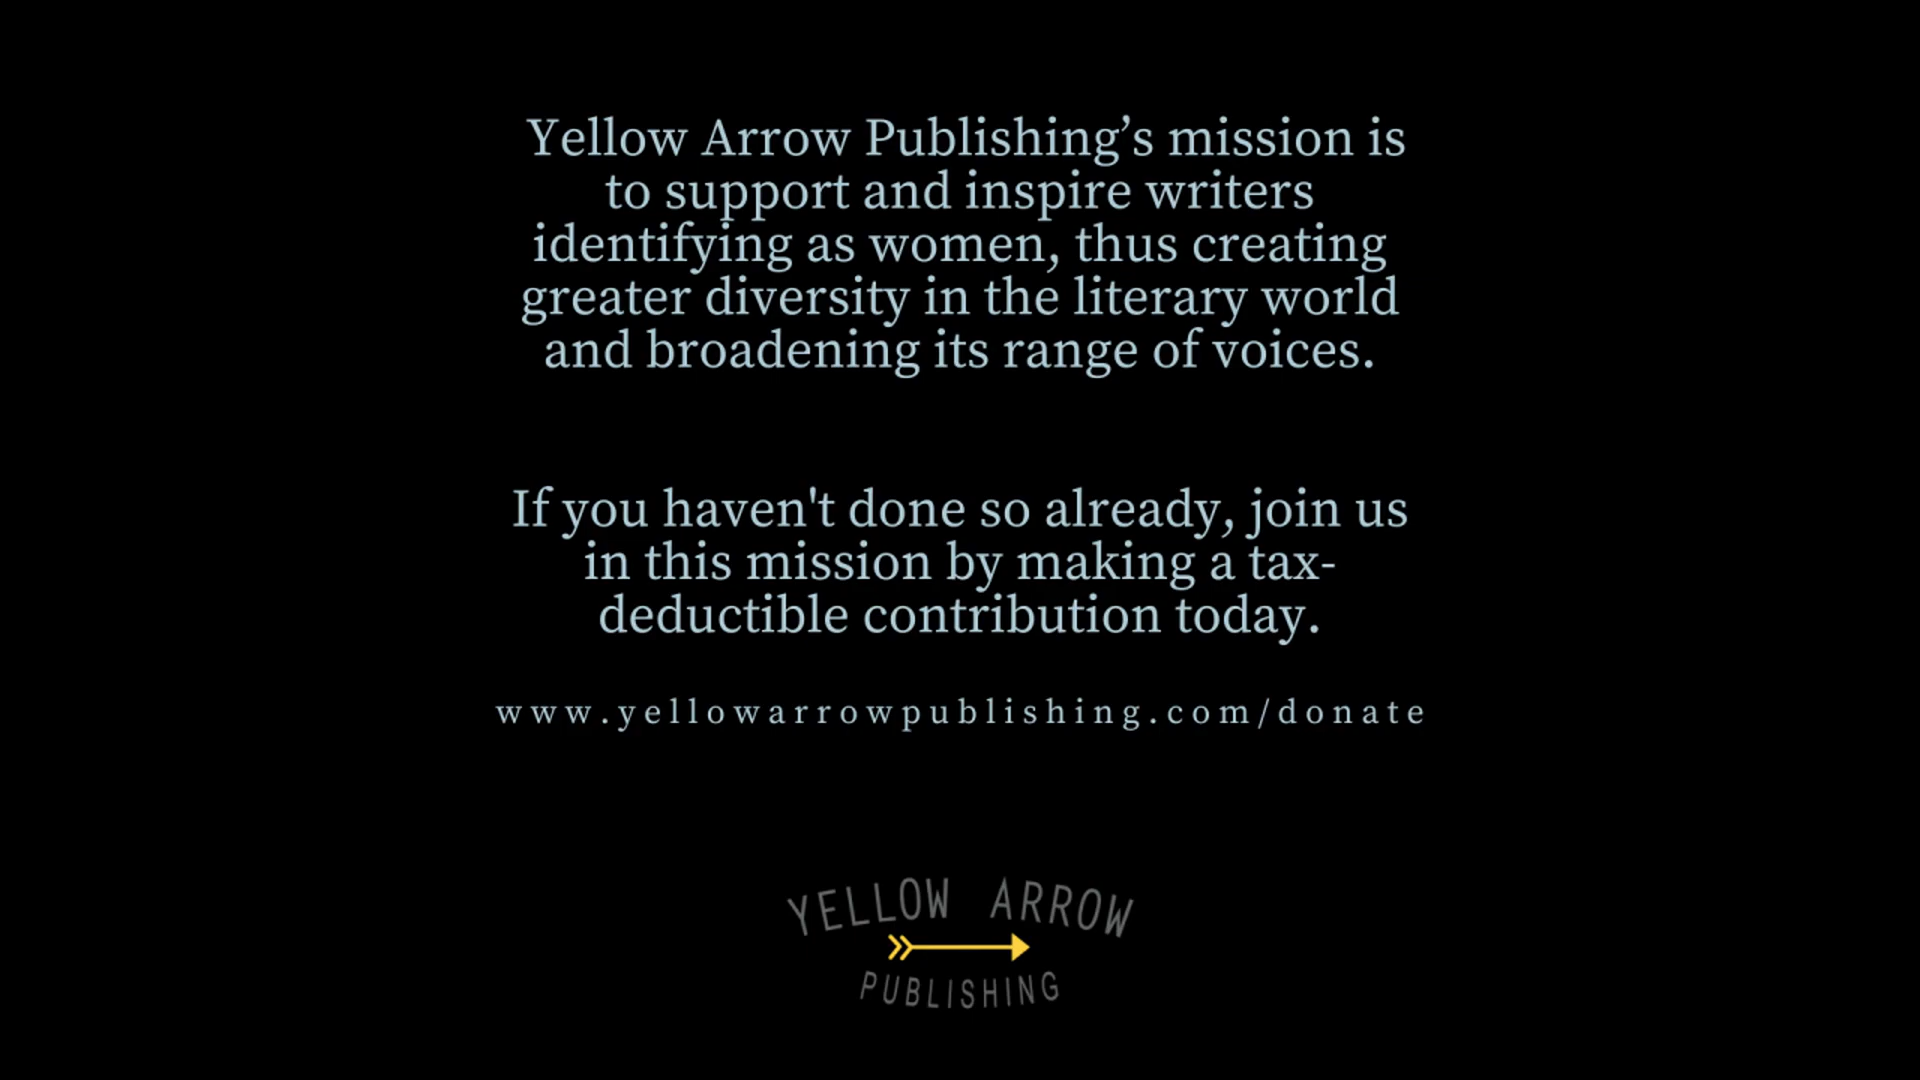 Yellow Arrow Publishing’s mission is
to support and inspire writers
identifying as women, thus creating
greater diversity in the literary world
and broadening its range of voices.
If you haven't done so already, join us
in this mission by making a tax-
deductible contribution today.
www.yellowarrowpublishing.com/donate
YELLOW ARROW
PUBLISHING